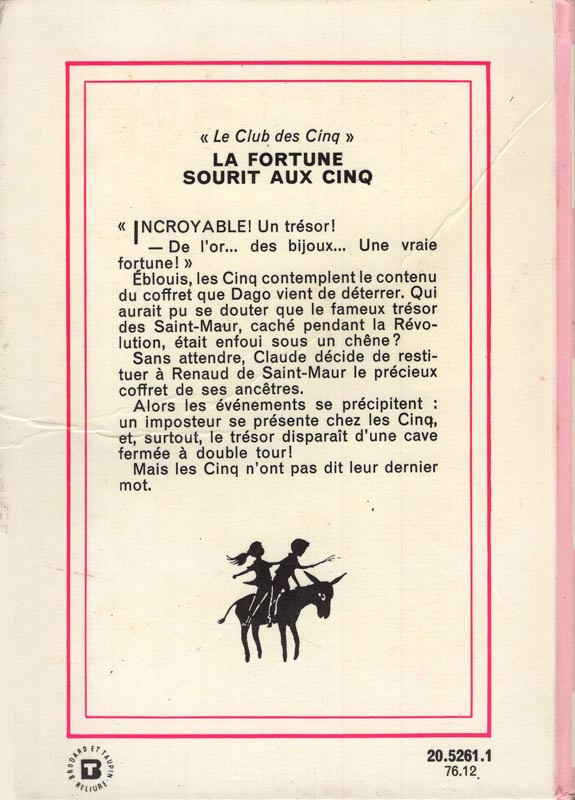 « Le Club des Cinq »
LA FORTUNE
SOURIT AUX CINQ
« INCROYABLE! Un trésor!
— De l'or... des bijoux... Une vraie
fortune! »
Éblouis, les Cinq contemplent le contenu
du coffret que Dago vient de déterrer. Qui
aurait pu se douter que le fameux trésor
des Saint-Maur, caché pendant la Révo-
lution, était enfoui sous un chêne?
Sans attendre, Claude décide de resti-
tuer à Renaud de Saint-Maur le précieux
coffret de ses ancêtres.
Alors les événements se précipitent :
un imposteur se présente chez les Cinq,
et, surtout, le trésor disparaît d'une cave
fermée à double tour!
Mais les Cinq n'ont pas dit leur dernier
mot.
BRODARD ET TAUPIN
BT
RELIURE
20.5261.1
76.12